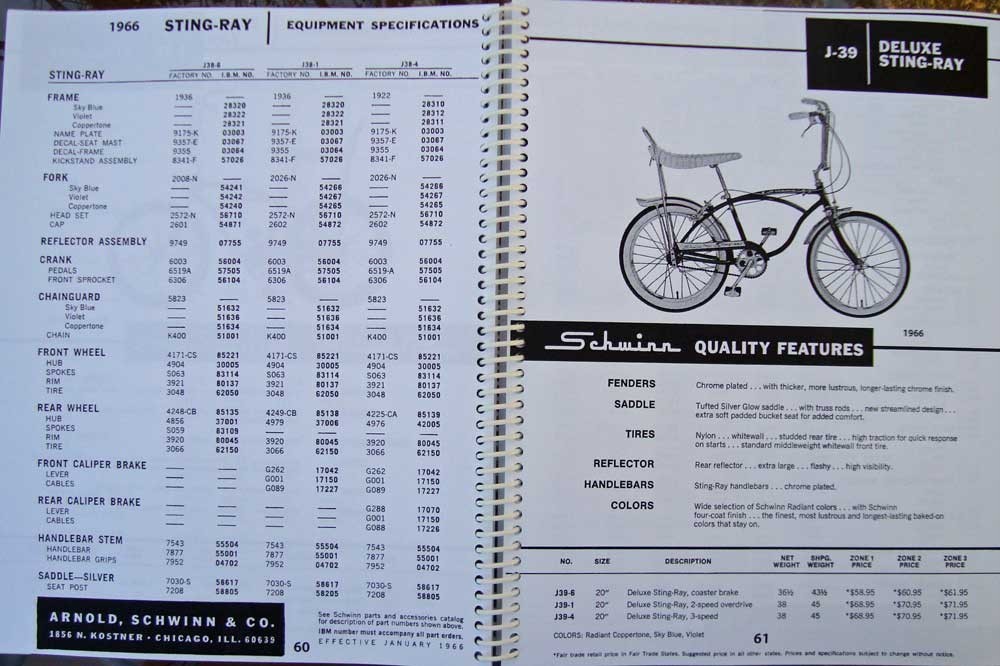 1966 STING-RAY EQUIPMENT SPECIFICATIONS
J38-6 J38-1 J38-4
STING-RAY FACTORY NO. I.B.M. NO. FACTORY NO. I.B.M. NO. FACTORY NO. I.B.M. NO.
FRAME 1936 — 1936 — 1922 —
Sky Blue — 28320 — 28320 — 28310
Violet — 28322 — 28322 — 28312
Coppertone — 28321 — 28321 — 28311
NAME PLATE 9175-K 03003 9175-K 03003 9175-K 03003
DECAL-SEAT MAST 9357-E 03067 9357-E 03067 9357-E 03067
DECAL-FRAME 9355 03064 9355 03064 9355 03064
KICKSTAND ASSEMBLY 8341-F 57026 8341-F 57026 8341-F 57026
FORK 2008-N — 2026-N — 2026-N —
Sky Blue — 54241 — 54266 — 54266
Violet — 54242 — 54267 — 54267
Coppertone — 54240 — 54265 — 54265
HEAD SET 2572-N 56710 2572-N 56710 2572-N 56710
CAP 2601 54871 2602 54872 2602 54872
REFLECTOR ASSEMBLY 9749 07755 9749 07755 9749 07755
CRANK 6003 56004 6003 56004 6003 56004
PEDALS 6519A 57505 6519A 57505 6519-A 57505
FRONT SPROCKET 6306 56104 6306 56104 6306 56104
CHAINGUARD 5823 — 5823 — 5823 —
Sky Blue — 51632 — 51632 — 51632
Violet — 51636 — 51636 — 51636
Coppertone — 51634 — 51634 — 51634
CHAIN K400 51001 K400 51001 K400 51001
FRONT WHEEL 4171-CS 85221 4171-CS 85221 4171-CS 85221
HUB 4904 30005 4904 30005 4904 30005
SPOKES S063 83114 S063 83114 S063 83114
RIM 3921 80137 3921 80137 3921 80137
TIRE 3048 62050 3048 62050 3048 62050
REAR WHEEL 4248-CB 85135 4249-CB 85138 4225-CA 85139
HUB 4856 37001 4979 37006 4976 42005
SPOKES S059 83109 — — — —
RIM 3920 80045 3920 80045 3920 80045
TIRE 3066 62150 3066 62150 3066 62150
FRONT CALIPER BRAKE — — G262 17042 G262 17042
LEVER — — G001 17150 G001 17150
CABLES — — G089 17227 G089 17227
REAR CALIPER BRAKE — — — — G288 17070
LEVER — — — — G001 17150
CABLES — — — — G088 17226
HANDLEBAR STEM 7543 55504 7543 55504 7543 55504
HANDLEBAR 7877 55001 7877 55001 7877 55001
HANDLEBAR GRIPS 7952 04702 7952 04702 7952 04702
SADDLE—SILVER 7030-S 58617 7030-S 58617 7030-S 58617
SEAT POST 7208 58805 7208 58205 7208 58805
ARNOLD, SCHWINN & CO.
1856 N. KOSTNER • CHICAGO, ILL. 60639
60
See Schwinn parts and accessories catalog
for description of part numbers shown above.
IBM number must accompany all part orders.
EFFECTIVE JANUARY 1966
J-39 DELUXE
STING-RAY
1966
Schwinn QUALITY FEATURES
FENDERS Chrome plated . . . with thicker, more lustrous, longer-lasting chrome finish.
SADDLE Tufted Silver Glow saddle . . . with truss rods . . . new streamlined design . . .
extra soft padded bucket seat for added comfort.
TIRES Nylon . . . whitewall . . . studded rear tire . . . high traction for quick response
on starts . . . standard middleweight whitewall front tire.
REFLECTOR Rear reflector . . . extra large . . . flashy . . . high visibility.
HANDLEBARS Sting-Ray handlebars . . . chrome plated.
COLORS Wide selection of Schwinn Radiant colors . . . with Schwinn
four-coat finish . . . the finest, most lustrous and longest-lasting baked-on
colors that stay on.
NO. SIZE DESCRIPTION NET WEIGHT SHPG. WEIGHT ZONE 1 PRICE ZONE 2 PRICE ZONE 3 PRICE
J39-6 20" Deluxe Sting-Ray, coaster brake 36½ 43½ *$58.95 *$60.95 *$61.95
J39-1 20" Deluxe Sting-Ray, 2-speed overdrive 38 45 *$68.95 *$70.95 *$71.95
J39-4 20" Deluxe Sting-Ray, 3-speed 38 45 *$68.95 *$70.95 *$71.95
COLORS: Radiant Coppertone, Sky Blue, Violet
61
*Fair trade retail price in Fair Trade States. Suggested price in all other states. Prices and specifications subject to change without notice.